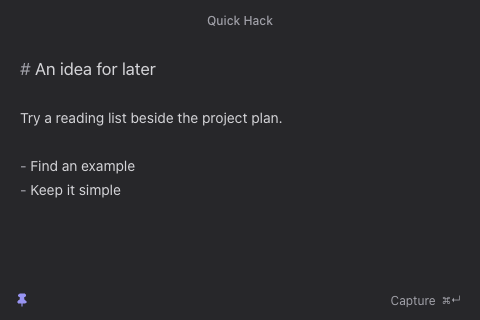 Quick Hack
# An idea for later
Try a reading list beside the project plan.
- Find an example
- Keep it simple
Capture ⌘↵